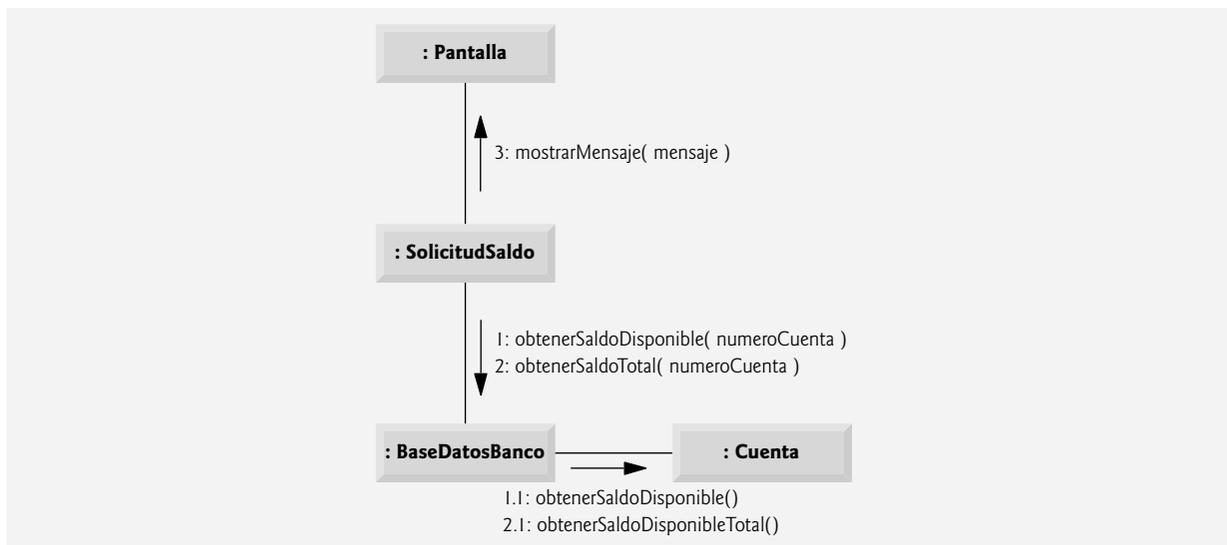 : Pantalla
3: mostrarMensaje( mensaje )
: SolicitudSaldo
1: obtenerSaldoDisponible( numeroCuenta )
2: obtenerSaldoTotal( numeroCuenta )
: BaseDatosBanco
: Cuenta
1.1: obtenerSaldoDisponible()
2.1: obtenerSaldoDisponibleTotal()